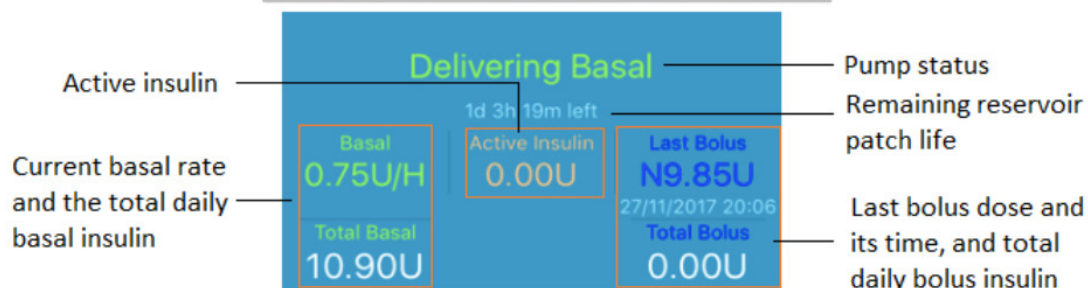 Delivering Basal
Pump status
Active insulin
1d 3h 19m left
Remaining reservoir
patch life
Basal
Active Insulin
Last Bolus
0.75U/H
0.00U
N9.85U
Current basal rate
and the total daily
basal insulin
27/11/2017 20:06
Total Basal
Total Bolus
10.90U
0.00U
Last bolus dose and
its time, and total
daily bolus insulin